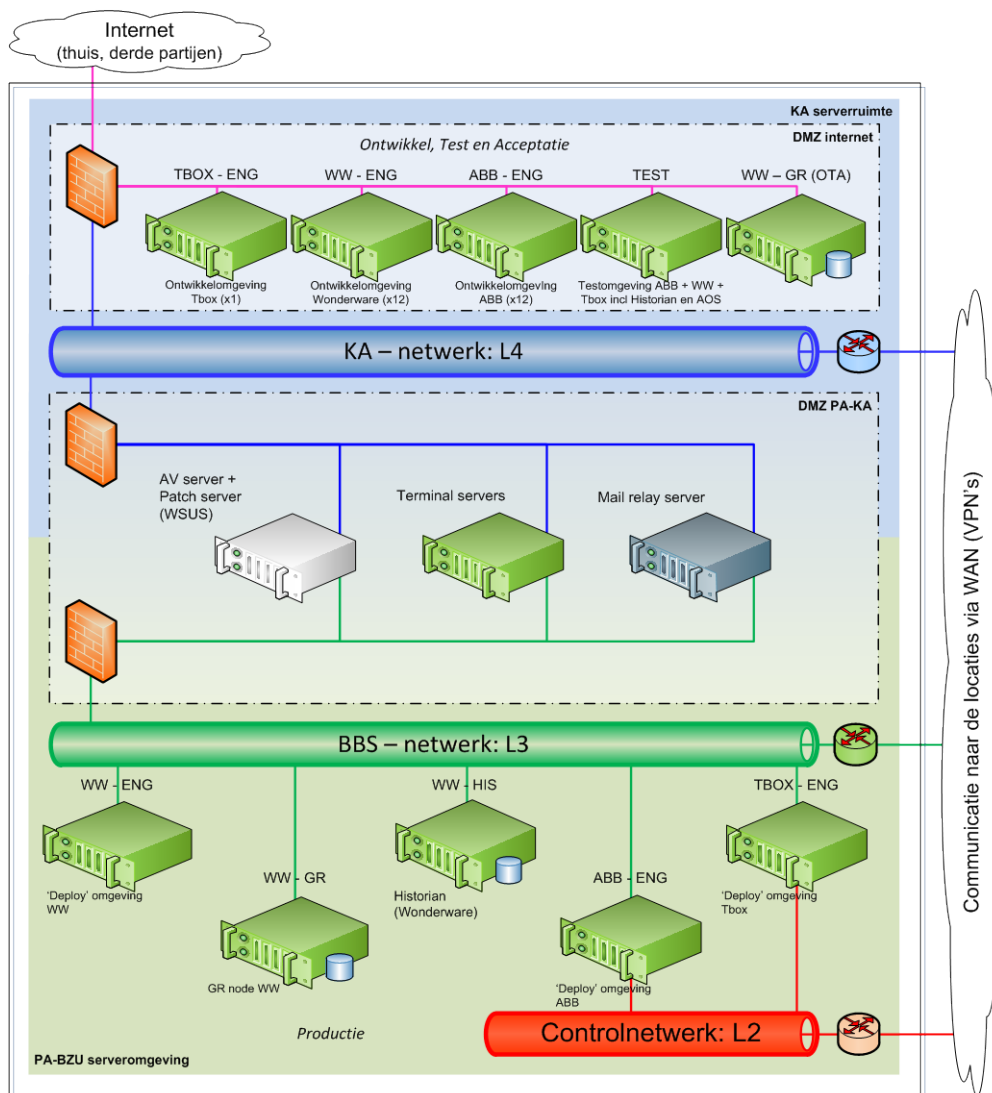 Internet
(thuis, derde partijen)
KA serverruimte
DMZ internet
Ontwikkel, Test en Acceptatie
TBOX - ENG
WW - ENG
ABB - ENG
TEST
WW – GR (OTA)
Ontwikkelomgeving
Tbox (x1)
Ontwikkelomgeving
Wonderware (x12)
Ontwikkelomgeving
ABB (x12)
Testomgeving ABB + WW +
Tbox incl Historian en AOS
KA – netwerk: L4
DMZ PA-KA
AV server +
Patch server
(WSUS)
Terminal servers
Mail relay server
BBS – netwerk: L3
WW - ENG
WW - HIS
TBOX - ENG
'Deploy' omgeving
WW
WW - GR
Historian
(Wonderware)
ABB - ENG
'Deploy' omgeving
Tbox
GR node WW
'Deploy' omgeving
ABB
Productie
Controlnetwerk: L2
PA-BZU serveromgeving
Communicatie naar de locaties via WAN (VPN's)